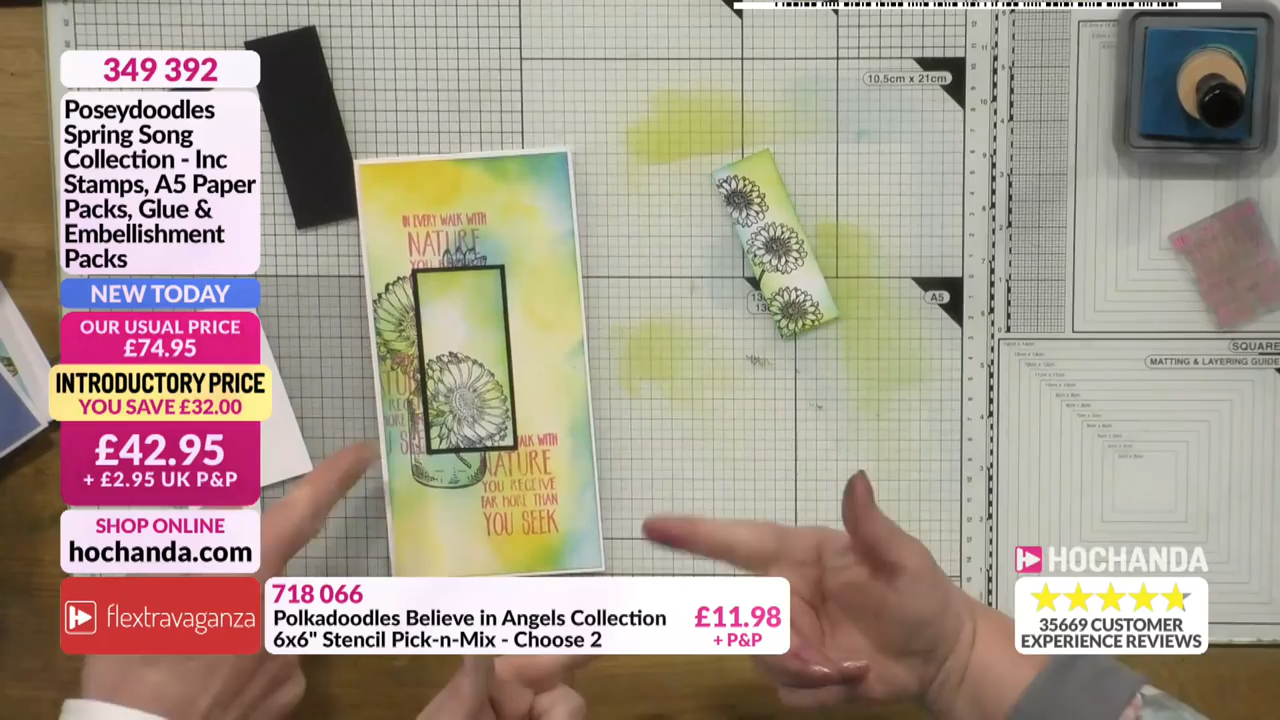 349 392
Poseydoodles
Spring Song
Collection - Inc
Stamps, A5 Paper
Packs, Glue &
Embellishment
Packs
NEW TODAY
OUR USUAL PRICE
£74.95
INTRODUCTORY PRICE
YOU SAVE £32.00
£42.95
+ £2.95 UK P&P
SHOP ONLINE
hochanda.com
flextravaganza
718 066
Polkadoodles Believe in Angels Collection
6x6" Stencil Pick-n-Mix - Choose 2
£11.98
+ P&P
HOCHANDA
35669 CUSTOMER
EXPERIENCE REVIEWS
IN EVERY WALK WITH
NATURE
WALK WITH
NATURE
YOU RECEIVE
FAR MORE THAN
YOU SEEK
10.5cm x 21cm
A5
SQUARE
MATTING & LAYERING GUIDE